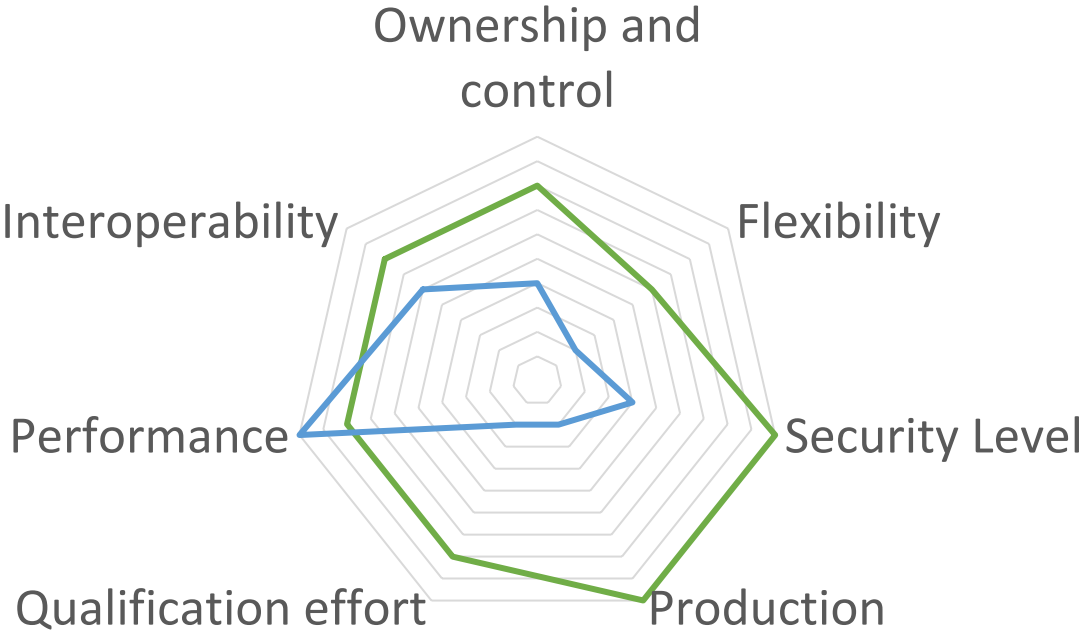 Ownership and
control
Interoperability
Flexibility
Performance
Security Level
Qualification effort
Production